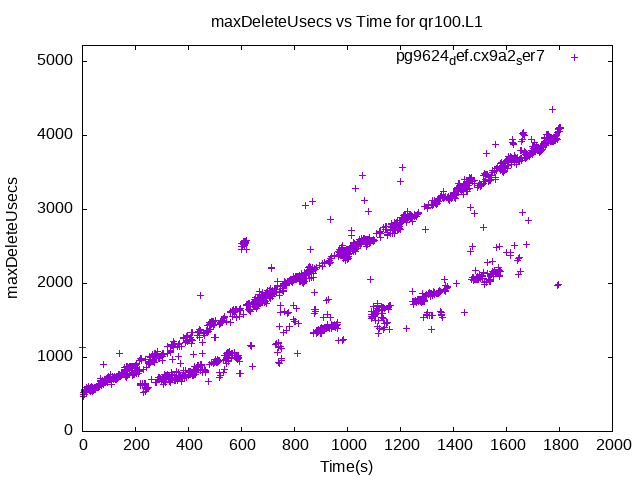 maxDeleteUsecs vs Time for qr100.L1
pg9624def.cx9a2ser7
5000
4000
3000
2000
1000
0
maxDeleteUsecs
0 200 400 600 800 1000 1200 1400 1600 1800 2000
Time(s)